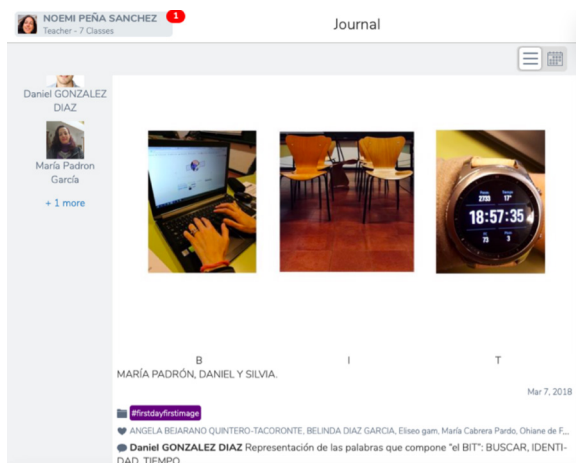 NOEMI PEÑA SANCHEZ 1
Teacher - 7 Classes
Journal
Daniel GONZALEZ
DIAZ
María Padron
García
+ 1 more
18:57:35
B I T
MARÍA PADRÓN, DANIEL Y SILVIA.
Mar 7, 2018
#firstdayfirstimage
ANGELA BEJARANO QUINTERO-TACORONTE, BELINDA DIAZ GARCIA, Eliseo gam, María Cabrera Pardo, Ohiane de F...
Daniel GONZALEZ DIAZ Representación de las palabras que compone "el BIT": BUSCAR, IDENTI-
DAD, TIEMPO